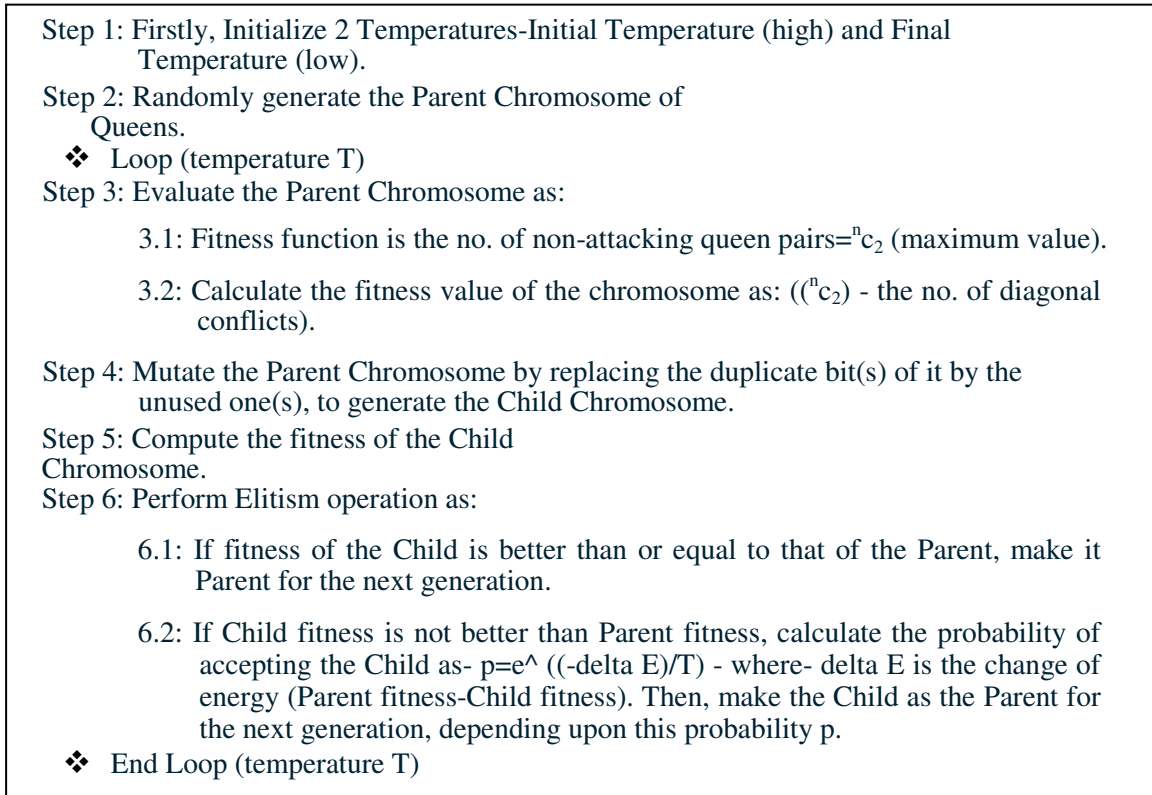 Step 1: Firstly, Initialize 2 Temperatures-Initial Temperature (high) and Final
Temperature (low).
Step 2: Randomly generate the Parent Chromosome of
Queens.
❖ Loop (temperature T)
Step 3: Evaluate the Parent Chromosome as:
3.1: Fitness function is the no. of non-attacking queen pairs=ⁿc₂ (maximum value).
3.2: Calculate the fitness value of the chromosome as: ((ⁿc₂) - the no. of diagonal
conflicts).
Step 4: Mutate the Parent Chromosome by replacing the duplicate bit(s) of it by the
unused one(s), to generate the Child Chromosome.
Step 5: Compute the fitness of the Child
Chromosome.
Step 6: Perform Elitism operation as:
6.1: If fitness of the Child is better than or equal to that of the Parent, make it
Parent for the next generation.
6.2: If Child fitness is not better than Parent fitness, calculate the probability of
accepting the Child as- p=e^ ((-delta E)/T) - where- delta E is the change of
energy (Parent fitness-Child fitness). Then, make the Child as the Parent for
the next generation, depending upon this probability p.
❖ End Loop (temperature T)